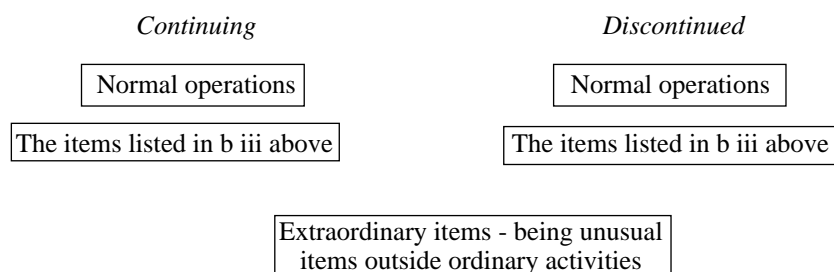 Continuing Discontinued
Normal operations Normal operations
The items listed in b iii above The items listed in b iii above
Extraordinary items - being unusual
items outside ordinary activities